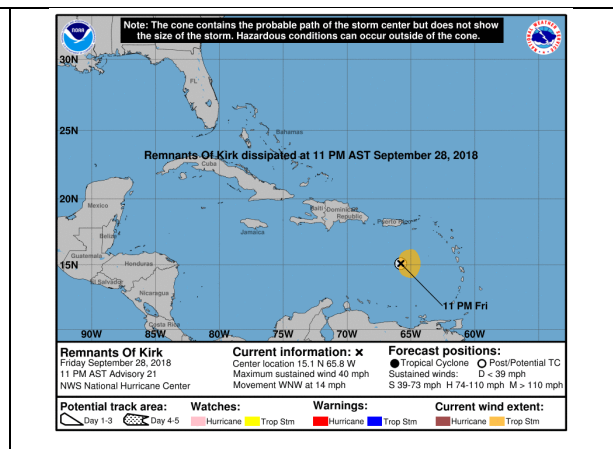 Note: The cone contains the probable path of the storm center but does not show
the size of the storm. Hazardous conditions can occur outside of the cone.
NOAA
30N
FL
25N
Bahamas
Remnants Of Kirk dissipated at 11 PM AST September 28, 2018
Cuba
20N
Mexico
Haiti
Dominican
Republic
Puerto Rico
Jamaica
Belize
Guatemala
Honduras
15N
El Salvador
Nicaragua
11 PM Fri
Costa Rica
90W 85W 80W 75W 70W 65W 60W
Remnants Of Kirk
Friday September 28, 2018
11 PM AST Advisory 21
NWS National Hurricane Center
Current information: x
Center location 15.1 N 65.8 W
Maximum sustained wind 40 mph
Movement WNW at 14 mph
Forecast positions:
Tropical Cyclone Post/Potential TC
Sustained winds: D < 39 mph
S 39-73 mph H 74-110 mph M > 110 mph
Potential track area:
Day 1-3 Day 4-5
Watches:
Hurricane Trop Stm
Warnings:
Hurricane Trop Stm
Current wind extent:
Hurricane Trop Stm